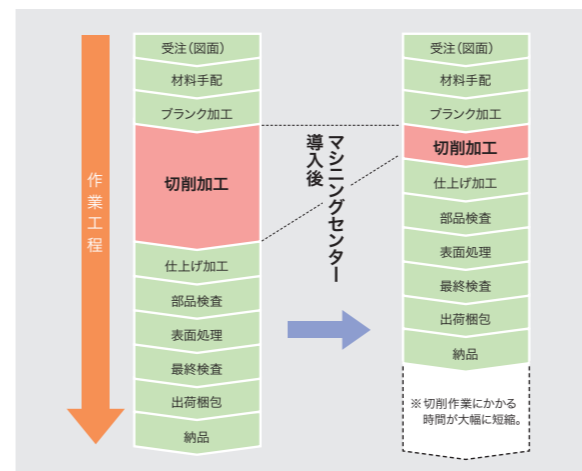 作業工程
受注（図面）
材料手配
ブランク加工
切削加工
仕上げ加工
部品検査
表面処理
最終検査
出荷梱包
納品
マシニングセンター
導入後
受注（図面）
材料手配
ブランク加工
切削加工
仕上げ加工
部品検査
表面処理
最終検査
出荷梱包
納品
※切削作業にかかる
時間が大幅に短縮。